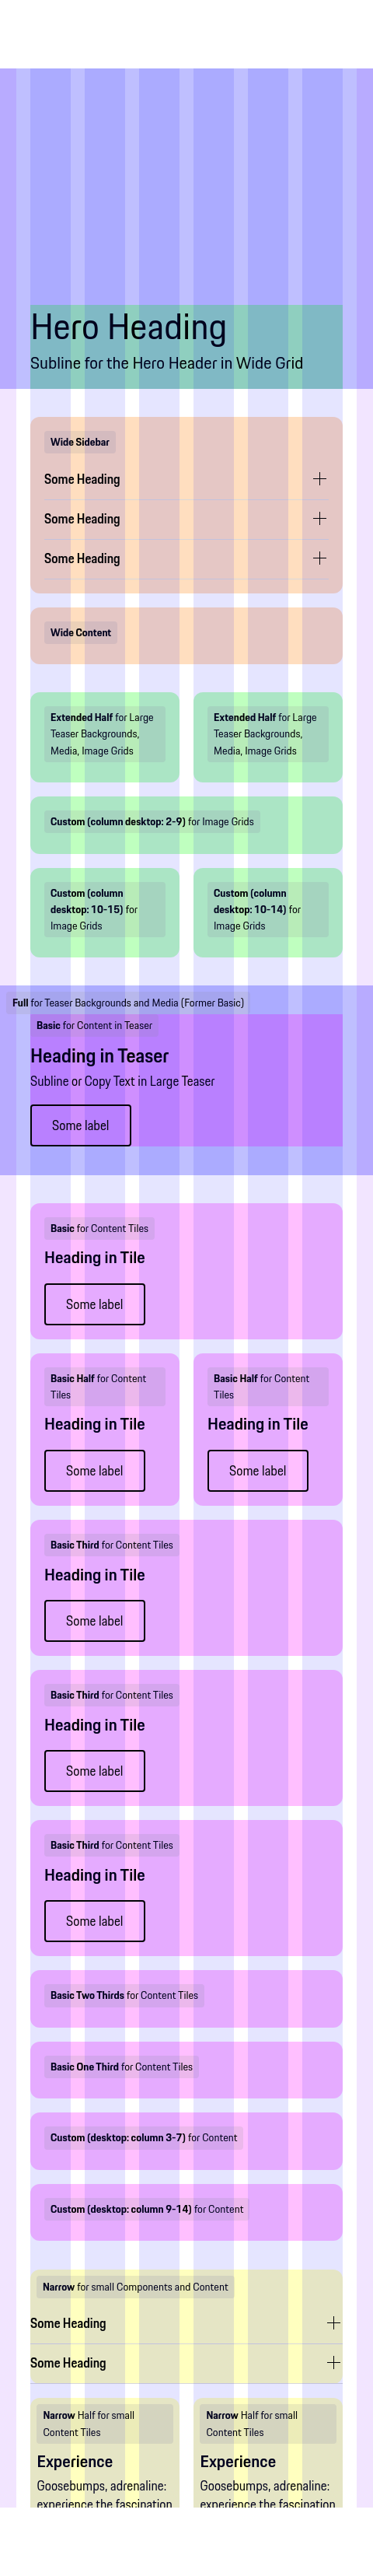 Hero Heading
Subline for the Hero Header in Wide Grid
Wide Sidebar
Some Heading
Some Heading
Some Heading
Wide Content
Extended Half for Large
Teaser Backgrounds,
Media, Image Grids
Extended Half for Large
Teaser Backgrounds,
Media, Image Grids
Custom (column desktop: 2-9) for Image Grids
Custom (column
desktop: 10-15) for
Image Grids
Custom (column
desktop: 10-14) for
Image Grids
Full for Teaser Backgrounds and Media (Former Basic)
Basic for Content in Teaser
Heading in Teaser
Subline or Copy Text in Large Teaser
Some label
Basic for Content Tiles
Heading in Tile
Some label
Basic Half for Content
Tiles
Heading in Tile
Some label
Basic Half for Content
Tiles
Heading in Tile
Some label
Basic Third for Content Tiles
Heading in Tile
Some label
Basic Third for Content Tiles
Heading in Tile
Some label
Basic Third for Content Tiles
Heading in Tile
Some label
Basic Two Thirds for Content Tiles
Basic One Third for Content Tiles
Custom (desktop: column 3-7) for Content
Custom (desktop: column 9-14) for Content
Narrow for small Components and Content
Some Heading
Some Heading
Narrow Half for small
Content Tiles
Experience
Goosebumps, adrenaline:
experience the fascination
Narrow Half for small
Content Tiles
Experience
Goosebumps, adrenaline:
experience the fascination